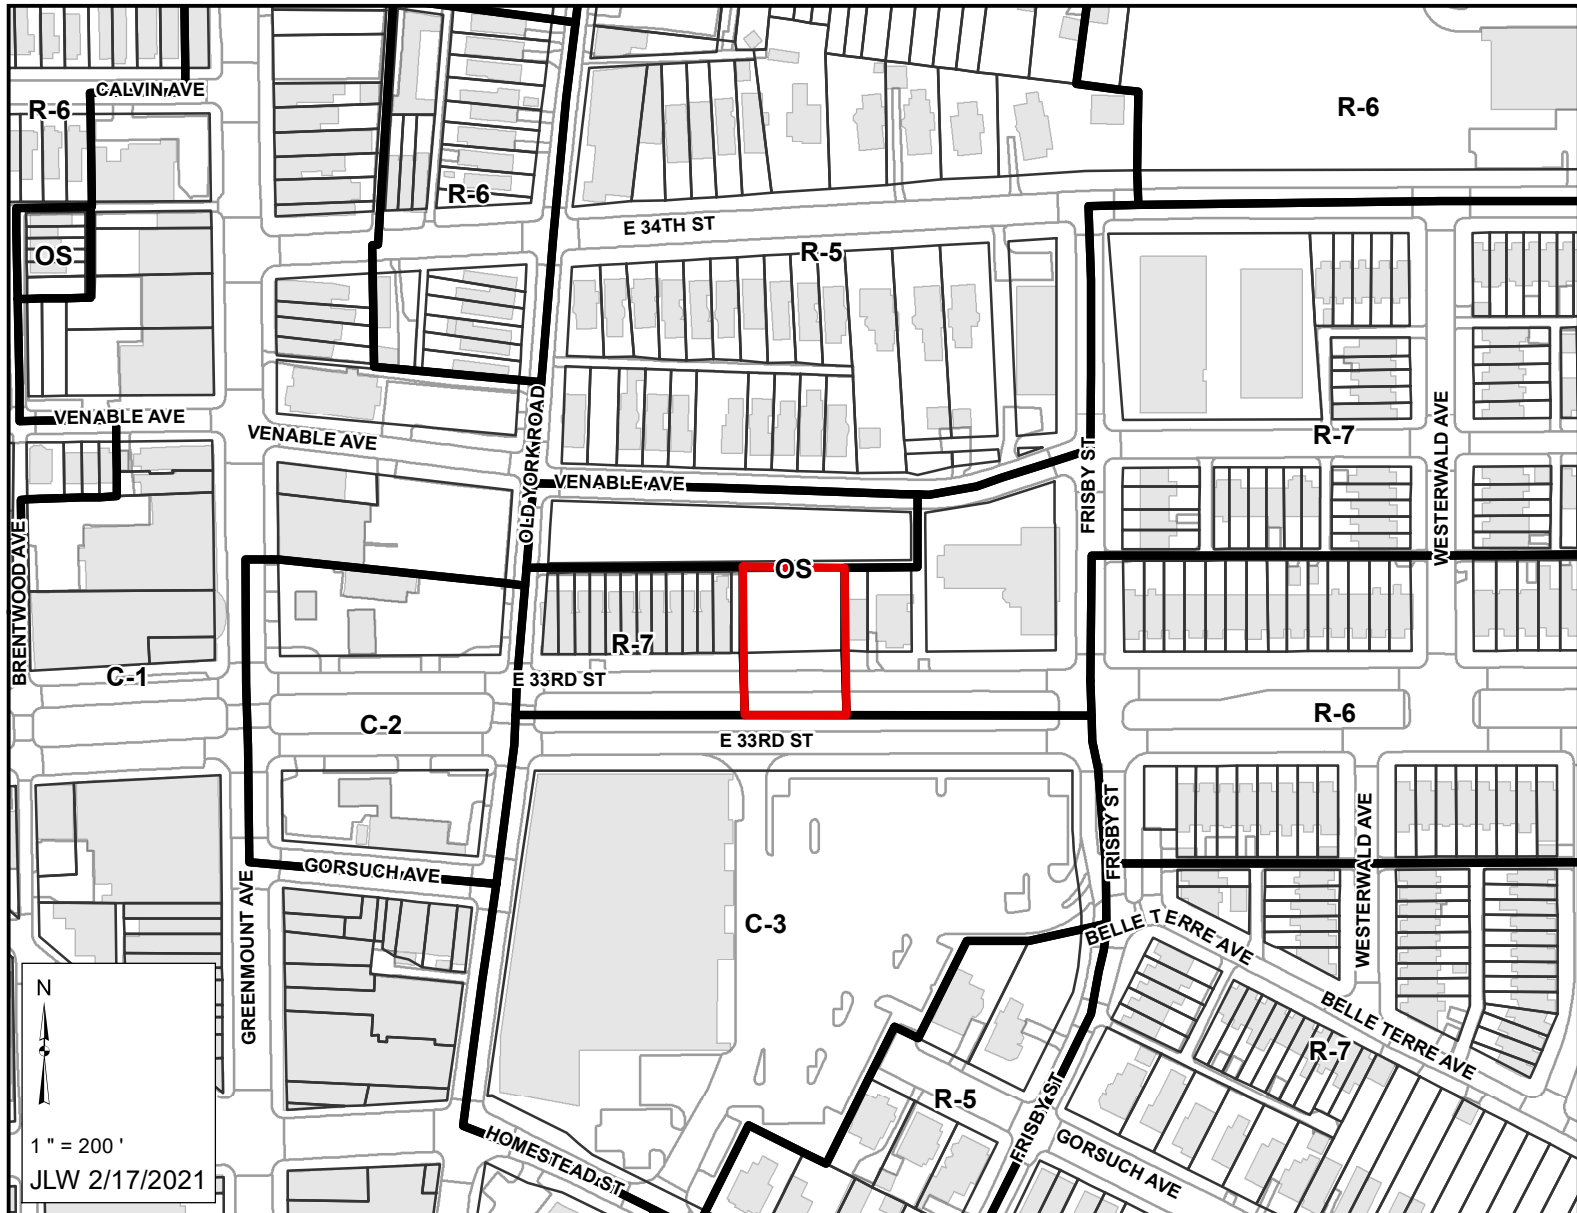 CALVIN AVE
R-6
R-6
R-6
E 34TH ST
R-5
OS
VENABLE AVE
VENABLE AVE
OLD YORK ROAD
VENABLE AVE
FRISBY ST
R-7
WESTERWALD AVE
BRENTWOOD AVE
OS
R-7
E 33RD ST
C-1
C-2
E 33RD ST
R-6
GORSUCH AVE
GREENMOUNT AVE
C-3
FRISBY ST
WESTERWALD AVE
BELLE TERRE AVE
BELLE TERRE AVE
R-7
R-5
FRISBY ST
GORSUCH AVE
HOMESTEAD ST
N
1 " = 200 '
JLW 2/17/2021